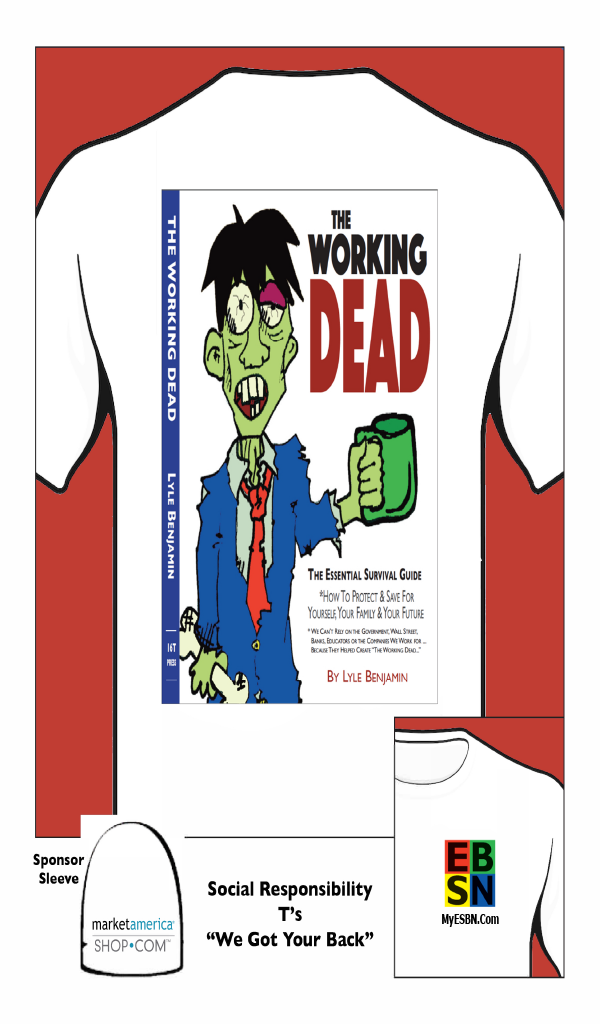 THE WORKING DEAD
LYLE BENJAMIN
16T
PRESS
THE
WORKING
DEAD
THE ESSENTIAL SURVIVAL GUIDE
*HOW TO PROTECT & SAVE FOR
YOURSELF, YOUR FAMILY & YOUR FUTURE
* WE CAN'T RELY ON THE GOVERNMENT, WALL STREET,
BANKS, EDUCATORS OR THE COMPANIES WE WORK FOR ...
BECAUSE THEY HELPED CREATE "THE WORKING DEAD..."
BY LYLE BENJAMIN
Sponsor
Sleeve
marketamerica®
SHOP•COM™
Social Responsibility
T's
“We Got Your Back”
EB
SN
MyESBN.Com